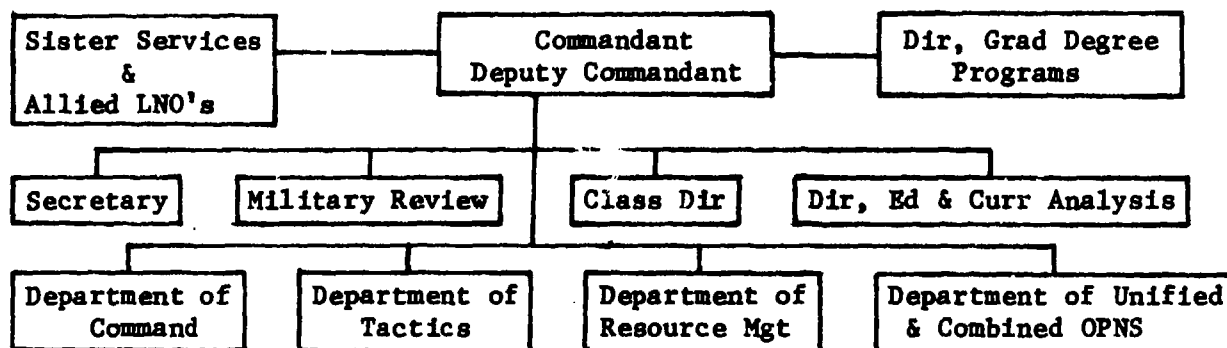 Sister Services
&
Allied LNO's
Commandant
Deputy Commandant
Dir, Grad Degree
Programs
Secretary
Military Review
Class Dir
Dir, Ed & Curr Analysis
Department of
Command
Department of
Tactics
Department of
Resource Mgt
Department of Unified
& Combined OPNS